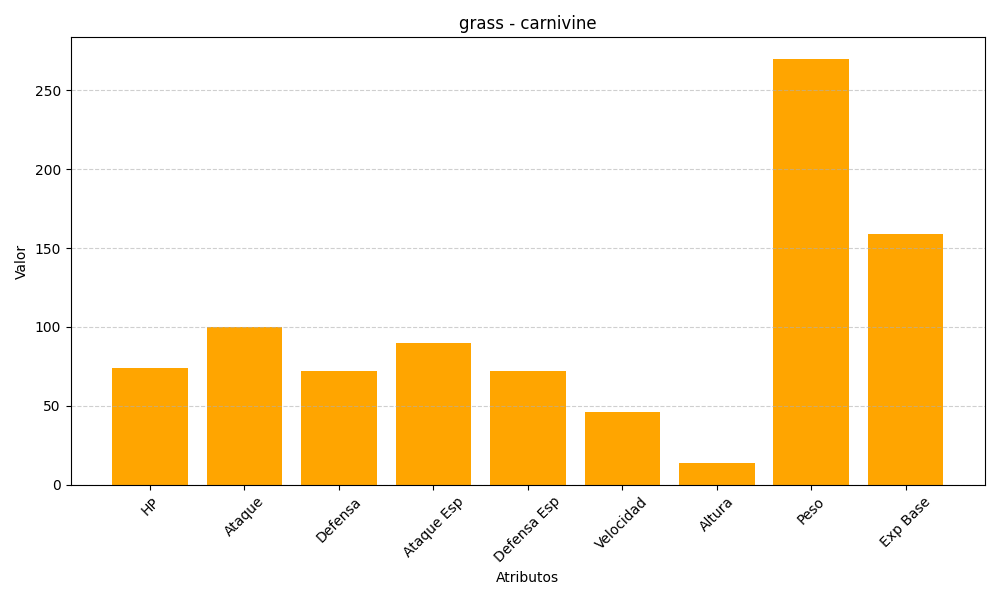 grass - carnivine
Valor
250
200
150
100
50
0
HP
Ataque
Defensa
Ataque Esp
Defensa Esp
Velocidad
Altura
Peso
Exp Base
Atributos